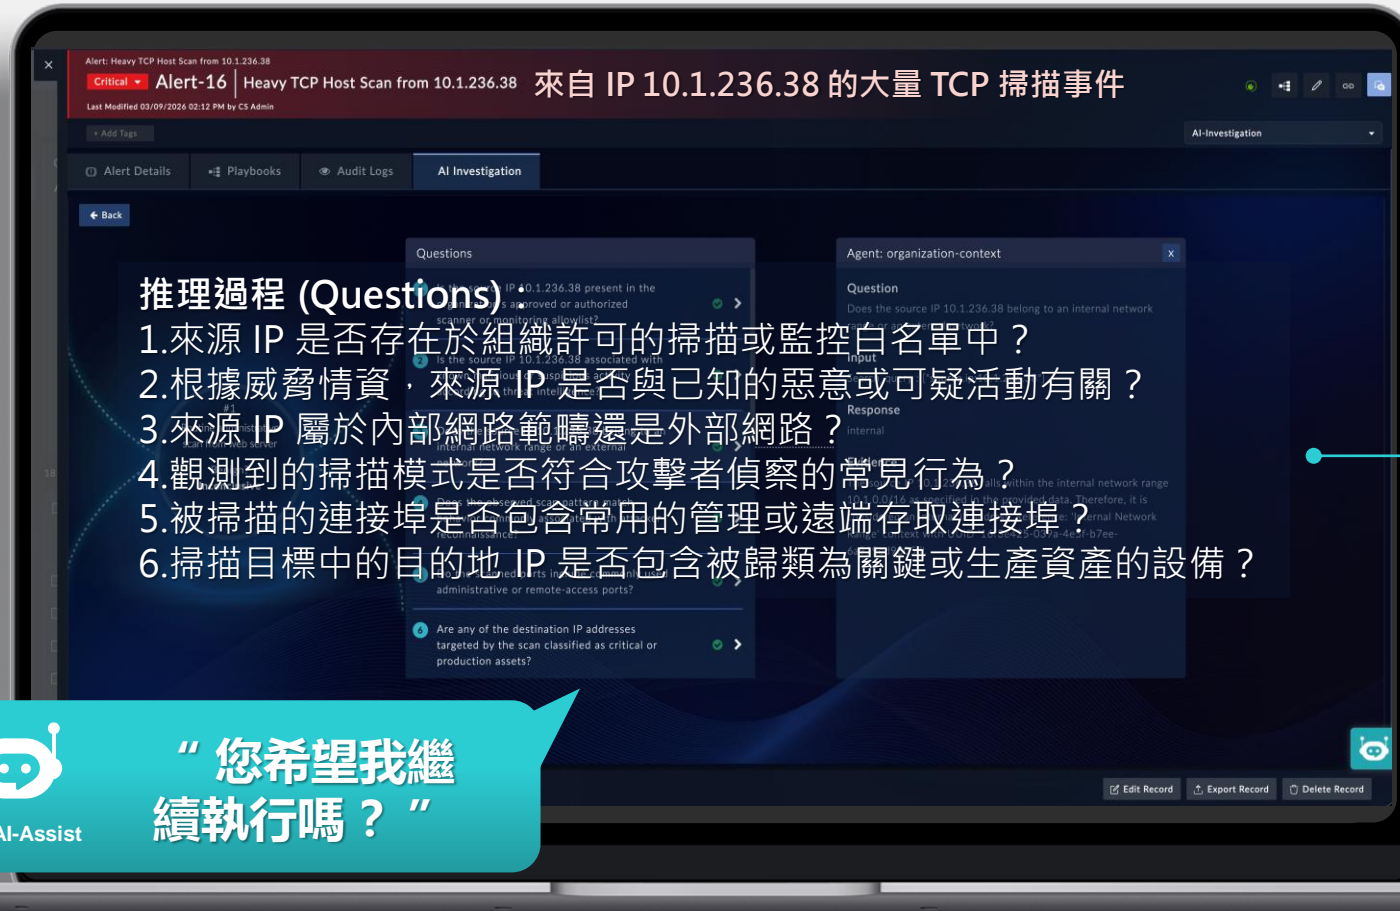 Alert: Heavy TCP Host Scan from 10.1.236.38
Critical
Alert-16 | Heavy TCP Host Scan from 10.1.236.38
來自 IP 10.1.236.38 的大量 TCP 掃描事件
Last Modified 03/09/2026 02:12 PM by CS Admin
+ Add Tags
AI-Investigation
Alert Details
Playbooks
Audit Logs
AI Investigation
Back
Questions
Agent: organization-context
X
推理過程 (Questions)：
1.來源 IP 是否存在於組織許可的掃描或監控白名單中？
2.根據威脅情資，來源 IP 是否與已知的惡意或可疑活動有關？
3.來源 IP 屬於內部網路範疇還是外部網路？
4.觀測到的掃描模式是否符合攻擊者偵察的常見行為？
5.被掃描的連接埠是否包含常用的管理或遠端存取連接埠？
6.掃描目標中的目的地 IP 是否包含被歸類為關鍵或生產資產的設備？
Question
Does the source IP 10.1.236.38 belong to an internal network
Input
Response
internal
scanner or monitoring allowlist?
reconnaissance?
administrative or remote-access ports?
6 Are any of the destination IP addresses
targeted by the scan classified as critical or
production assets?
“ 您希望我繼
續執行嗎？ ”
AI-Assist
Edit Record
Export Record
Delete Record